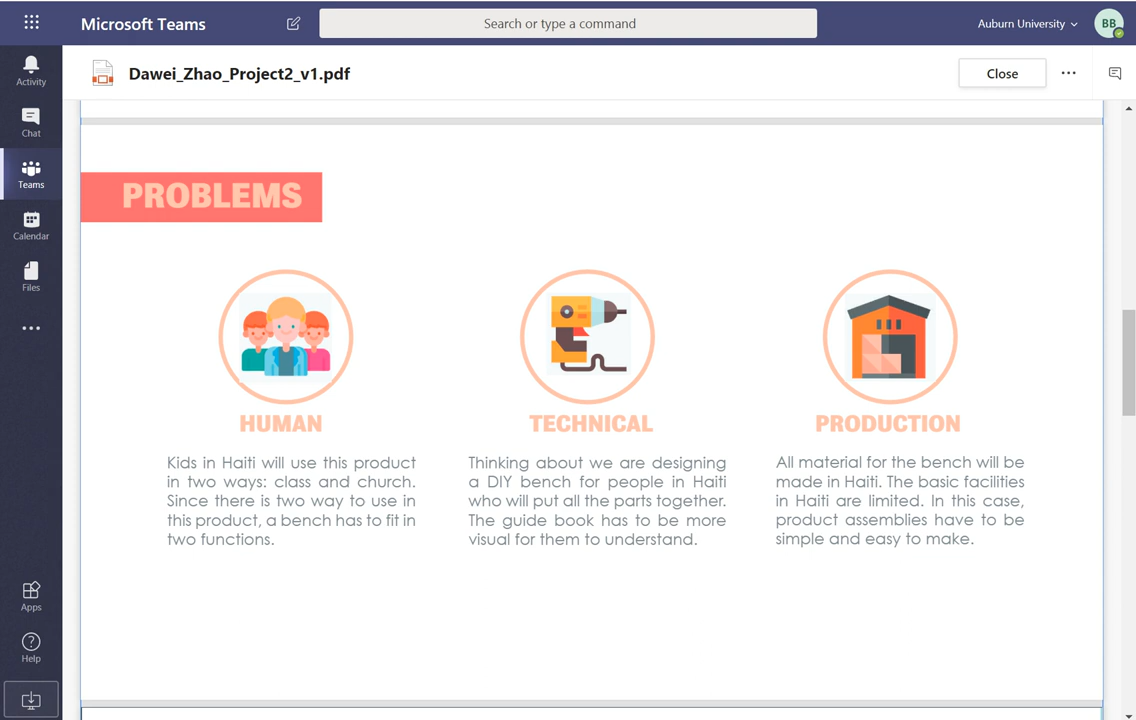 Microsoft Teams
Search or type a command
Auburn University
BB
Activity
Chat
Teams
Calendar
Files
Apps
Help
Dawei_Zhao_Project2_v1.pdf
Close
PROBLEMS
HUMAN
Kids in Haiti will use this product
in two ways: class and church.
Since there is two way to use in
this product, a bench has to fit in
two functions.
TECHNICAL
Thinking about we are designing
a DIY bench for people in Haiti
who will put all the parts together.
The guide book has to be more
visual for them to understand.
PRODUCTION
All material for the bench will be
made in Haiti. The basic facilities
in Haiti are limited. In this case,
product assemblies have to be
simple and easy to make.